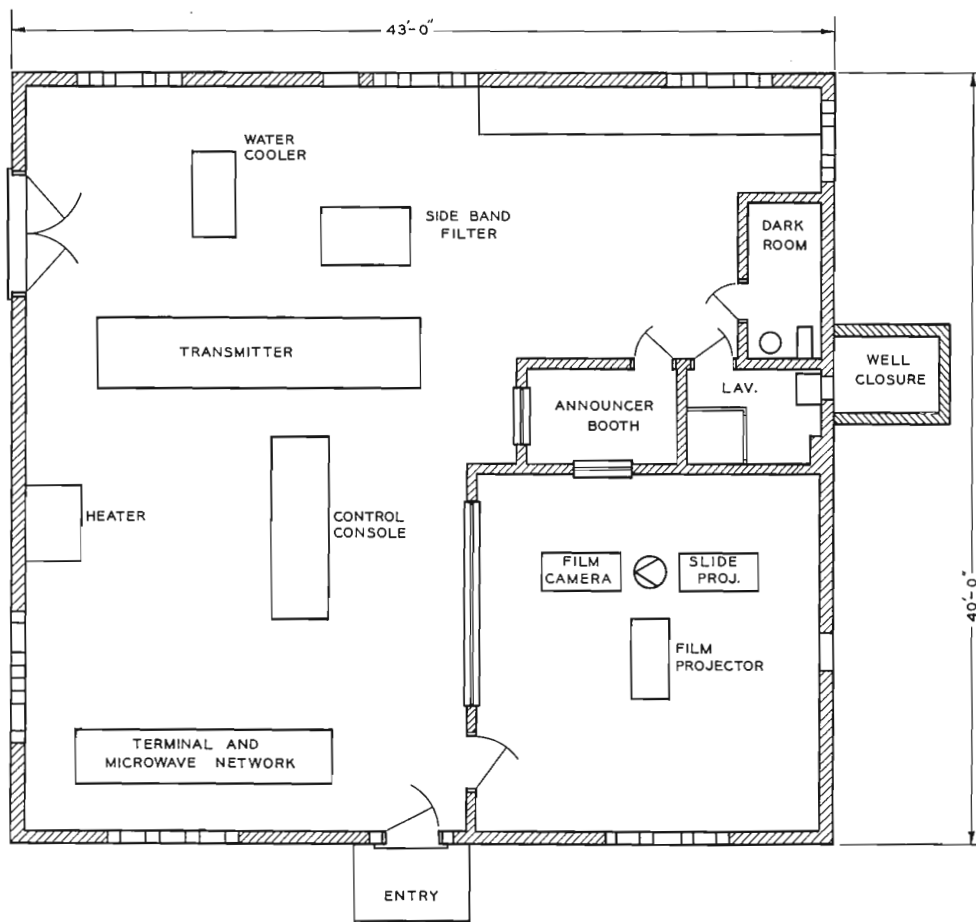 43'-0"
WATER
COOLER
SIDE BAND
FILTER
DARK
ROOM
TRANSMITTER
WELL
CLOSURE
ANNOUNCER
BOOTH
LAV.
HEATER
CONTROL
CONSOLE
FILM
CAMERA
SLIDE
PROJ.
40'-0"
FILM
PROJECTOR
TERMINAL AND
MICROWAVE NETWORK
ENTRY